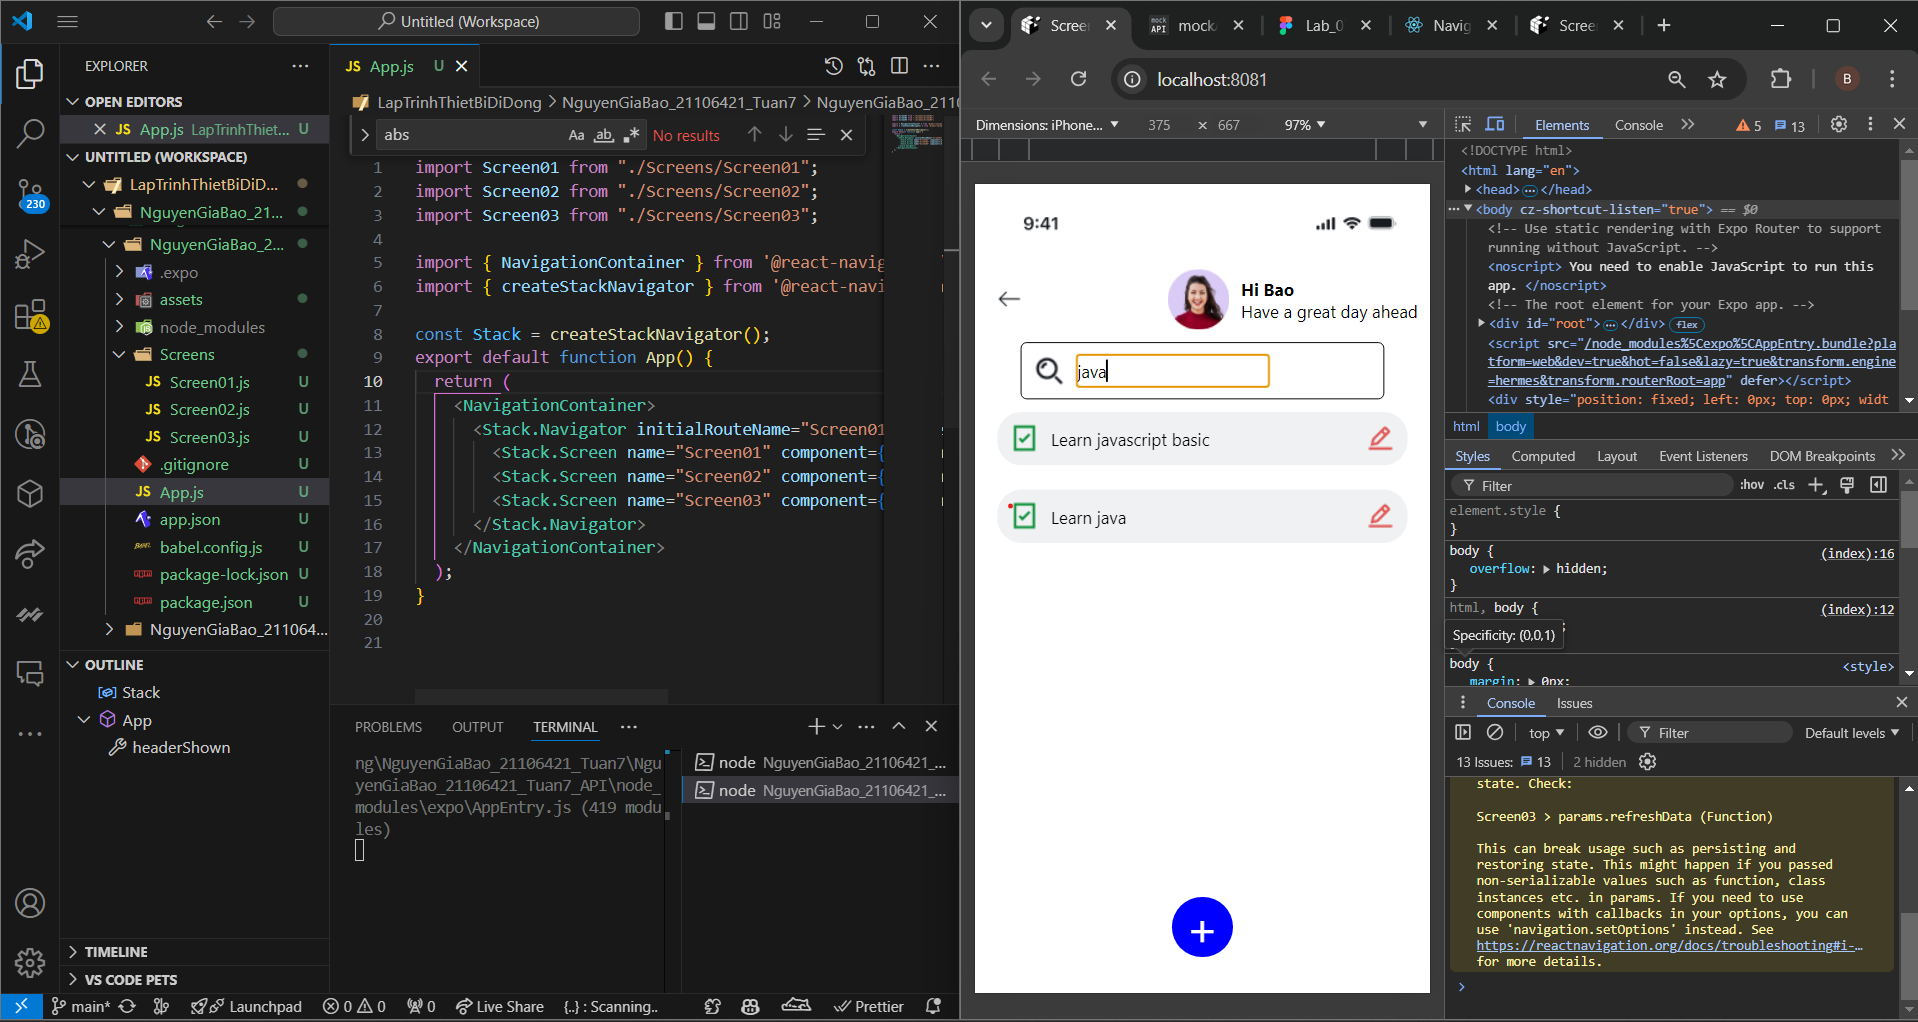 Untitled (Workspace)
EXPLORER
OPEN EDITORS
JS App.js LapTrinhThiet... U
UNTITLED (WORKSPACE)
LapTrinhThietBiDiD...
NguyenGiaBao_21...
NguyenGiaBao_2...
.expo
assets
node_modules
Screens
JS Screen01.js U
JS Screen02.js U
JS Screen03.js U
.gitignore U
JS App.js U
app.json U
babel.config.js U
package-lock.json U
package.json U
NguyenGiaBao_211064...
OUTLINE
Stack
App
headerShown
TIMELINE
VS CODE PETS
230
JS App.js U
LapTrinhThietBiDiDong > NguyenGiaBao_21106421_Tuan7 > NguyenGiaBao_2110
abs Aa ab No results
1 import Screen01 from "./Screens/Screen01";
2 import Screen02 from "./Screens/Screen02";
3 import Screen03 from "./Screens/Screen03";
4
5 import { NavigationContainer } from '@react-navig
6 import { createStackNavigator } from '@react-navi
7
8 const Stack = createStackNavigator();
9 export default function App() {
10 return (
11 <NavigationContainer>
12 <Stack.Navigator initialRouteName="Screen01
13 <Stack.Screen name="Screen01" component={
14 <Stack.Screen name="Screen02" component={
15 <Stack.Screen name="Screen03" component={
16 </Stack.Navigator>
17 </NavigationContainer>
18 );
19 }
20
21
PROBLEMS OUTPUT TERMINAL
ng\NguyenGiaBao_21106421_Tuan7\Ngu
yenGiaBao_21106421_Tuan7_API\node_
modules\expo\AppEntry.js (419 modu
les)
node NguyenGiaBao_21106421_...
node NguyenGiaBao_21106421_...
main* Launchpad 0 0 0 Live Share {..} : Scanning.. Prettier
Screen mock Lab_0 Navig Screen
localhost:8081 B
Dimensions: iPhone... 375 x 667 97%
9:41
Hi Bao
Have a great day ahead
java
Learn javascript basic
Learn java
+
Elements Console 5 13
<!DOCTYPE html>
<html lang="en">
<head>...</head>
<body cz-shortcut-listen="true"> == $0
<!-- Use static rendering with Expo Router to support
running without JavaScript. -->
<noscript> You need to enable JavaScript to run this
app. </noscript>
<!-- The root element for your Expo app. -->
<div id="root">...</div> flex
<script src="/node_modules%5Cexpo%5CAppEntry.bundle?pla
tform=web&dev=true&hot=false&lazy=true&transform.engine
=hermes&transform.routerRoot=app" defer></script>
<div style="position: fixed; left: 0px; top: 0px; widt
html body
Styles Computed Layout Event Listeners DOM Breakpoints
Filter :hov .cls
element.style {
}
body { (index):16
overflow: hidden;
}
html, body { (index):12
Specificity: (0,0,1)
body { <style>
margin: 0px;
Console Issues
top Filter Default levels
13 Issues: 13 2 hidden
state. Check:
Screen03 > params.refreshData (Function)
This can break usage such as persisting and
restoring state. This might happen if you passed
non-serializable values such as function, class
instances etc. in params. If you need to use
components with callbacks in your options, you can
use 'navigation.setOptions' instead. See
https://reactnavigation.org/docs/troubleshooting#i-...
for more details.